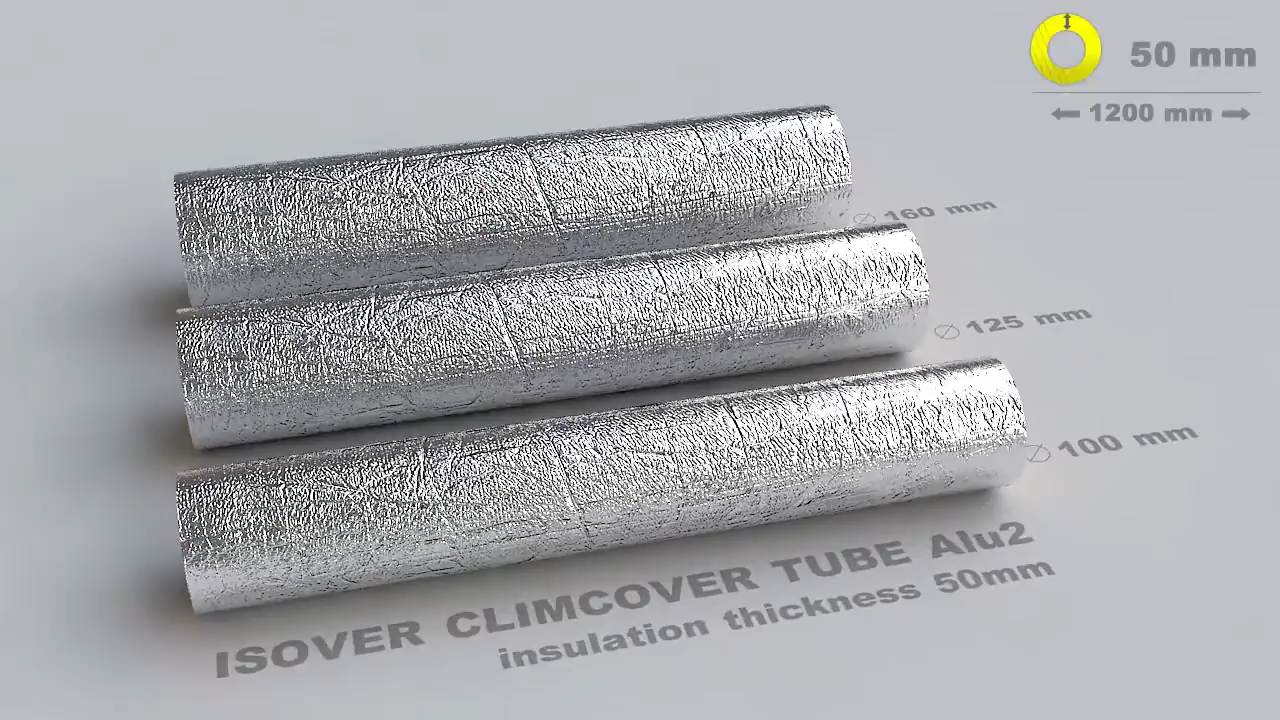 50 mm
1200 mm
⌀ 160 mm
⌀ 125 mm
⌀ 100 mm
ISOVER CLIMCOVER TUBE Alu2
insulation thickness 50mm